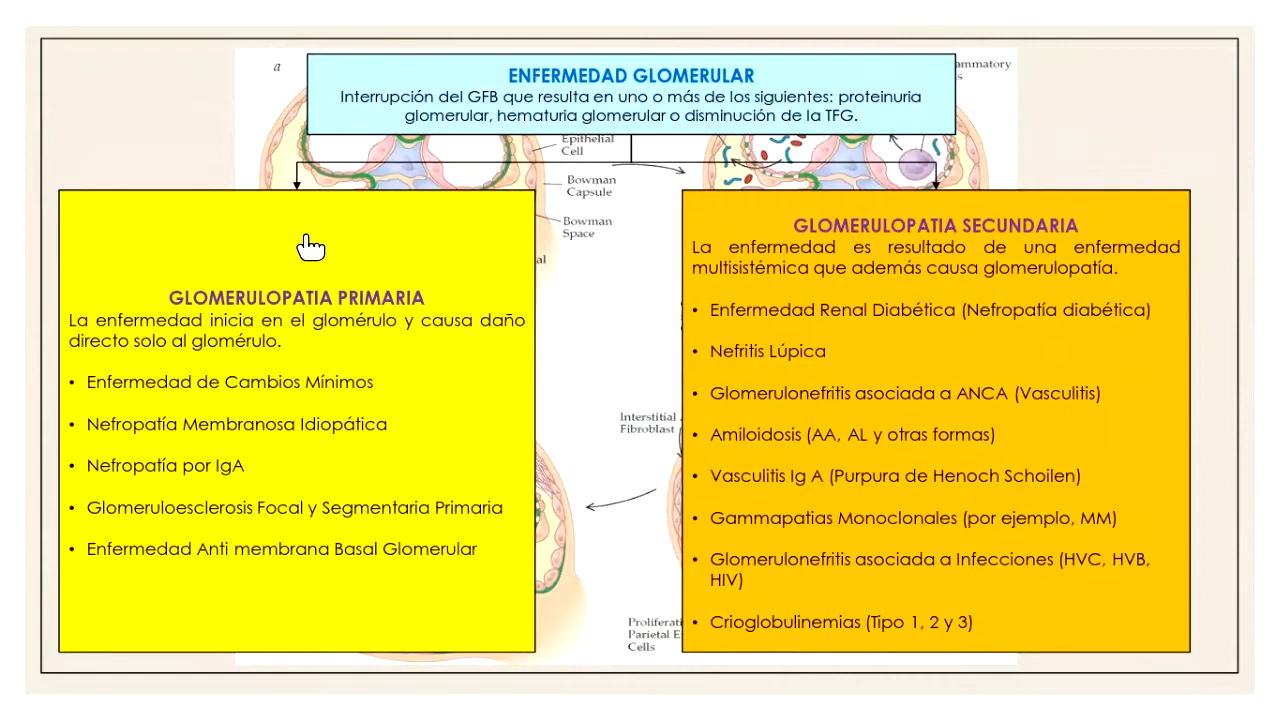 a
ammatory
s
ENFERMEDAD GLOMERULAR
Interrupción del GFB que resulta en uno o más de los siguientes: proteinuria
glomerular, hematuria glomerular o disminución de la TFG.
Epithelial
Cell
Bowman
Capsule
Bowman
Space
al
GLOMERULOPATIA PRIMARIA
La enfermedad inicia en el glomérulo y causa daño
directo solo al glomérulo.
• Enfermedad de Cambios Mínimos
• Nefropatía Membranosa Idiopática
• Nefropatía por IgA
• Glomeruloesclerosis Focal y Segmentaria Primaria
• Enfermedad Anti membrana Basal Glomerular
Interstitial
Fibroblast
Proliferati
Parietal E
Cells
GLOMERULOPATIA SECUNDARIA
La enfermedad es resultado de una enfermedad
multisistémica que además causa glomerulopatía.
• Enfermedad Renal Diabética (Nefropatía diabética)
• Nefritis Lúpica
• Glomerulonefritis asociada a ANCA (Vasculitis)
• Amiloidosis (AA, AL y otras formas)
• Vasculitis Ig A (Purpura de Henoch Schoilen)
• Gammapatias Monoclonales (por ejemplo, MM)
• Glomerulonefritis asociada a Infecciones (HVC, HVB,
HIV)
• Crioglobulinemias (Tipo 1, 2 y 3)